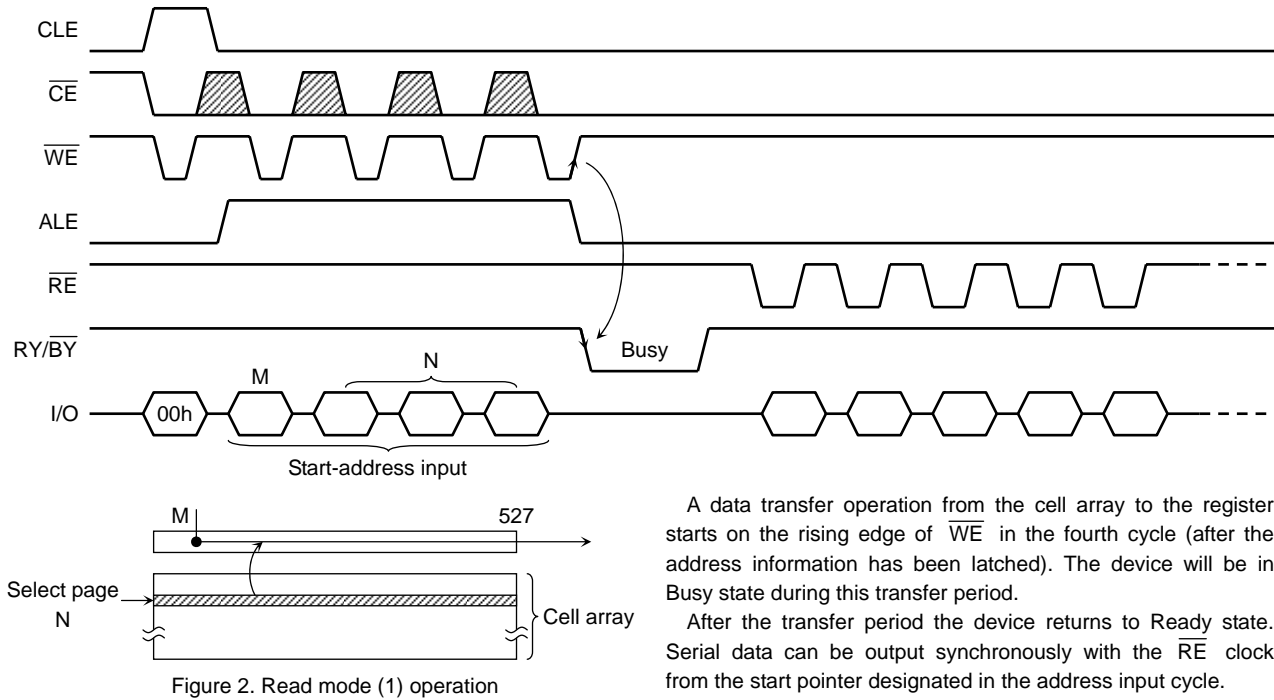 CLE
CE
WE
ALE
RE
RY/BY
Busy
M
N
I/O
00h
Start-address input
M
527
Select page
N
Cell array
Figure 2. Read mode (1) operation
A data transfer operation from the cell array to the register
starts on the rising edge of WE in the fourth cycle (after the
address information has been latched). The device will be in
Busy state during this transfer period.
After the transfer period the device returns to Ready state.
Serial data can be output synchronously with the RE clock
from the start pointer designated in the address input cycle.